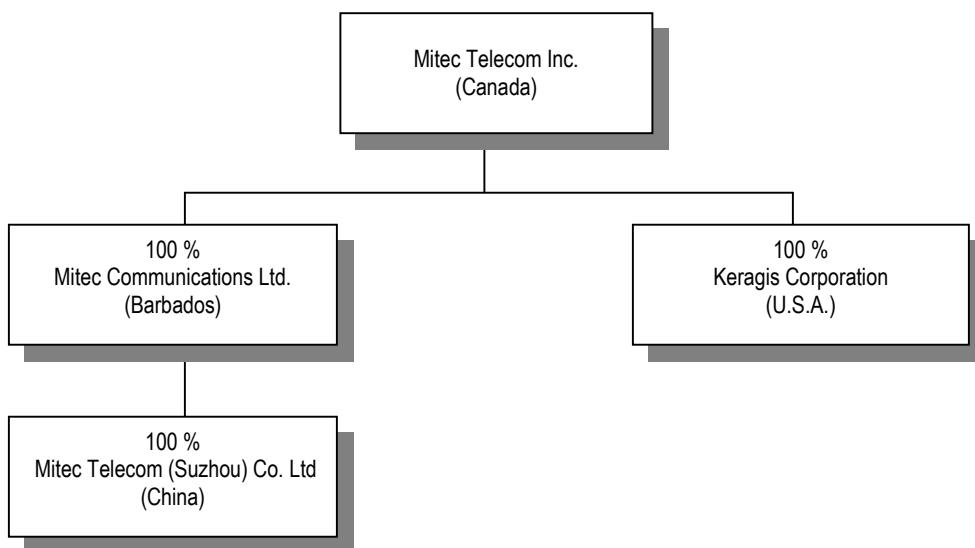 Mitec Telecom Inc.
(Canada)
100 %
Mitec Communications Ltd.
(Barbados)
100 %
Keragis Corporation
(U.S.A.)
100 %
Mitec Telecom (Suzhou) Co. Ltd
(China)